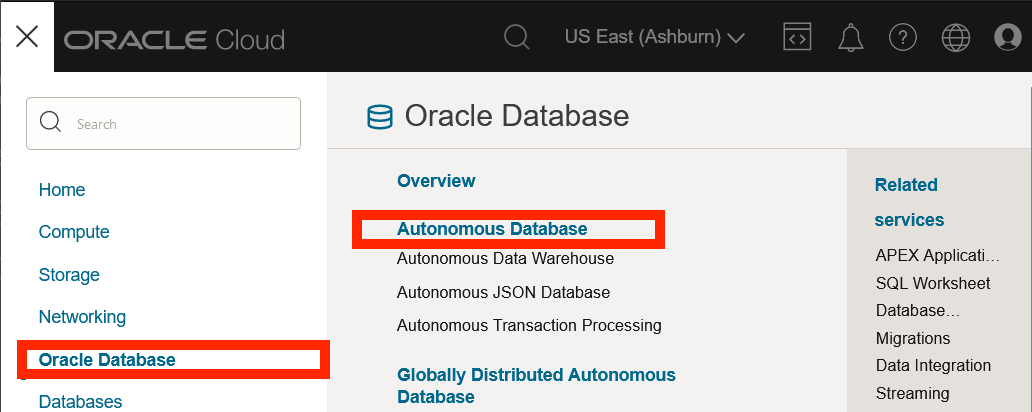 ORACLE Cloud
US East (Ashburn)
Search
Home
Compute
Storage
Networking
Oracle Database
Databases
Oracle Database
Overview
Autonomous Database
Autonomous Data Warehouse
Autonomous JSON Database
Autonomous Transaction Processing
Globally Distributed Autonomous
Database
Related
services
APEX Applicati…
SQL Worksheet
Database…
Migrations
Data Integration
Streaming